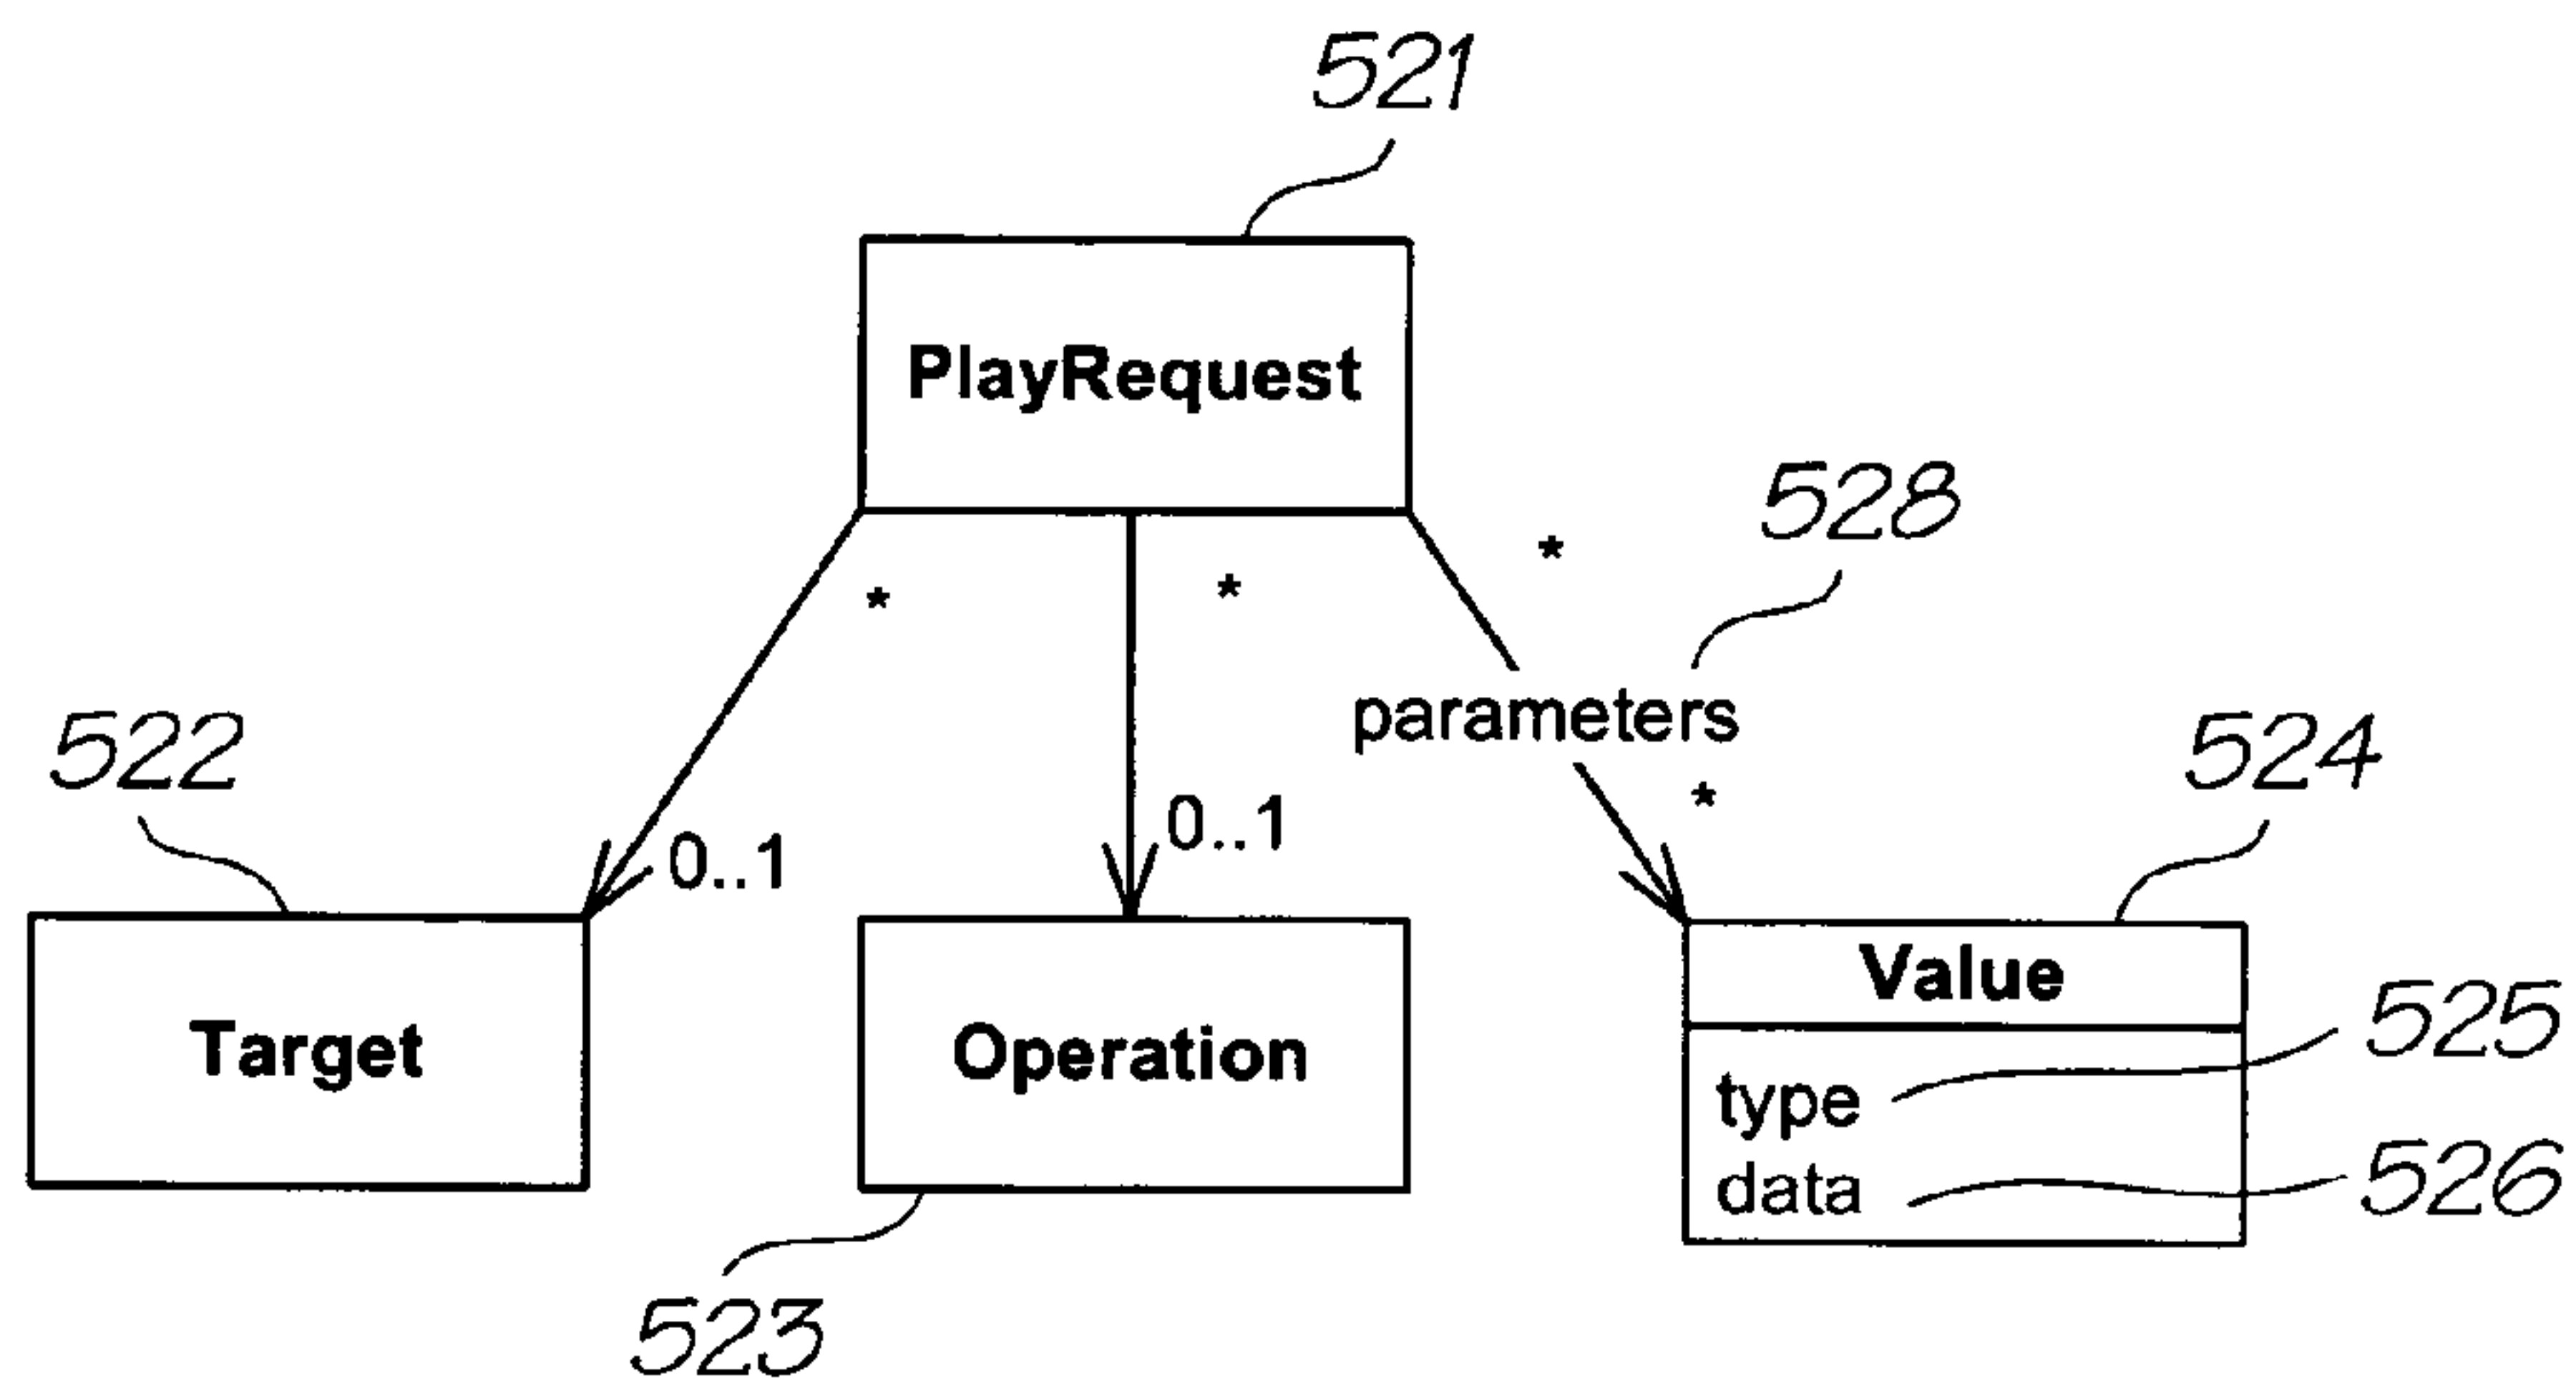 521
PlayRequest
528
*
*
*
parameters
522
524
*
0..1
0..1
Value
Target
Operation
type
525
data
526
523